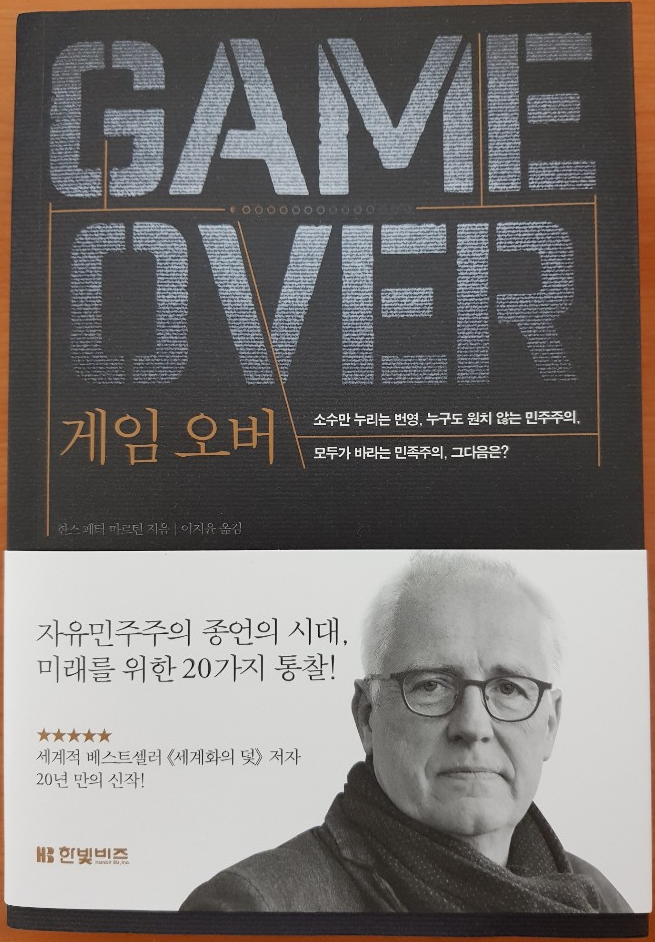 GAME
OVER
게임 오버
소수만 누리는 번영, 누구도 원치 않는 민주주의,
모두가 바라는 민족주의, 그다음은?
한스 페터 마르틴 지음 | 이지윤 옮김
자유민주주의 종언의 시대,
미래를 위한 20가지 통찰!
★★★★★
세계적 베스트셀러 《세계화의 덫》 저자
20년 만의 신작!
HB 한빛비즈
Hanbit Biz, Inc.